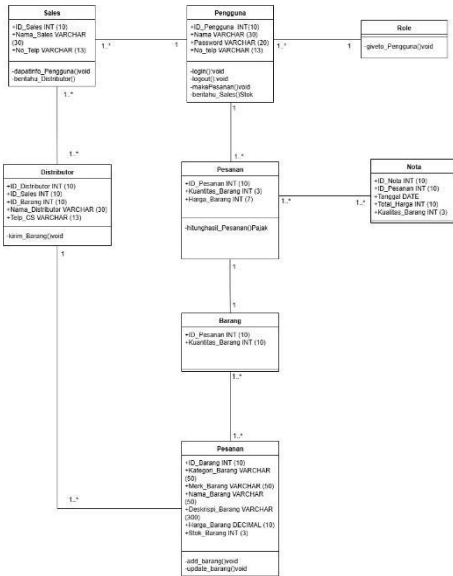 Sales
+ID_Sales INT (10)
+Nama_Sales VARCHAR
(30)
+No_Telp VARCHAR (13)
-dapatinfo_Pengguna()void
-beritahu_Distributor()
1..*
1
Pengguna
+ID_Pengguna INT(10)
+Nama VARCHAR (30)
+Password VARCHAR (20)
+No_telp VARCHAR (13)
-login():void
-logout():void
-makaPesanan()void
-beritahu_Sales()Stok
1
1
Role
-giveto_Pengguna()void
1..*
1
1..*
1
Distributor
+ID_Distributor INT (10)
+ID_Sales INT (10)
+ID_Barang INT (10)
+Nama_Distributor VARCHAR (30)
+Telp_CS VARCHAR (13)
-kirim_Barang()void
1
Pesanan
+ID_Pesanan INT (10)
+Kuantitas_Barang INT (3)
+Harga_Barang INT (7)
-hitunghasil_Pesanan()Pajak
1..*
1..*
Nota
+ID_Nota INT (10)
+ID_Pesanan INT (10)
+Tanggal DATE
+Total_Harga INT (10)
+Kualitas_Barang INT (3)
1
1
Barang
+ID_Pesanan INT (10)
+Kuantitas_Barang INT (10)
1..*
1..*
Pesanan
+ID_Barang INT (10)
+Kategori_Barang VARCHAR
(50)
+Merk_Barang VARCHAR (50)
+Nama_Barang VARCHAR
(50)
+Deskripsi_Barang VARCHAR
(300)
+Harga_Barang DECIMAL (10)
+Stok_Barang INT (3)
-add_barang()void
-update_barang()void
1..*